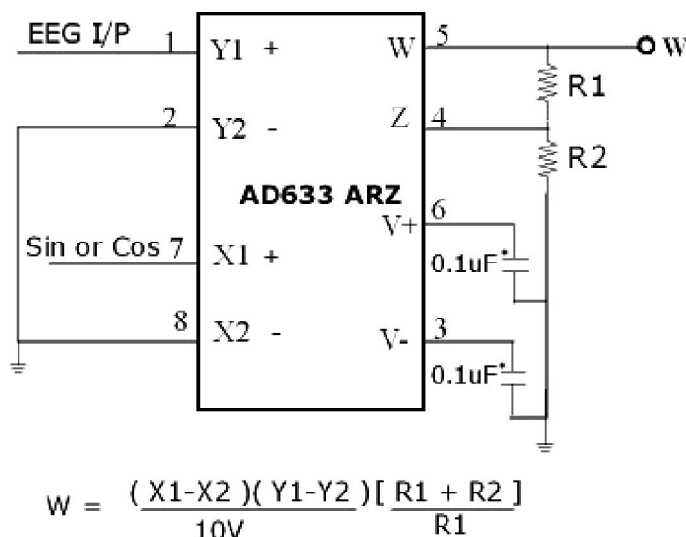 EEG I/P 1 Y1 + W 5 W
R1
2 Y2 - Z 4
R2
AD633 ARZ
Sin or Cos 7 X1 + V+ 6
0.1uF*
8 X2 - V- 3
0.1uF*
W = (X1-X2)(Y1-Y2)[R1 + R2]
10V R1